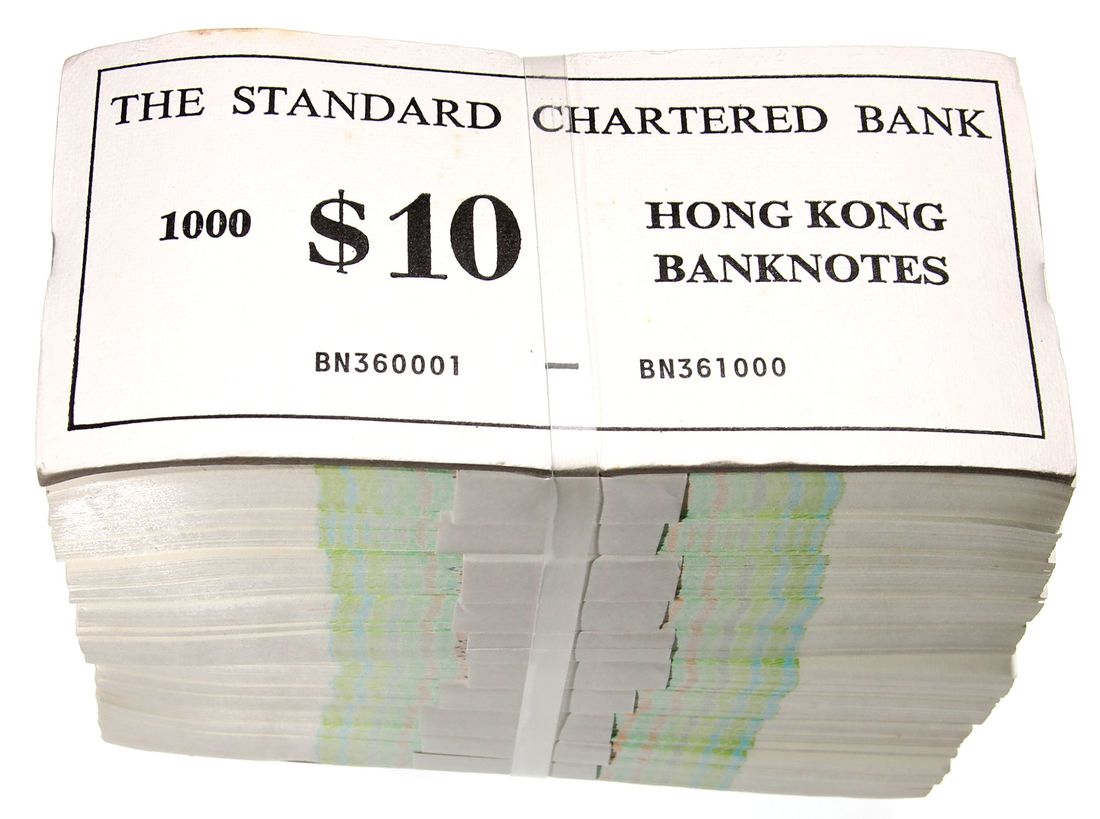 THE STANDARD CHARTERED BANK
1000 $10 HONG KONG
BANKNOTES
BN360001 — BN361000